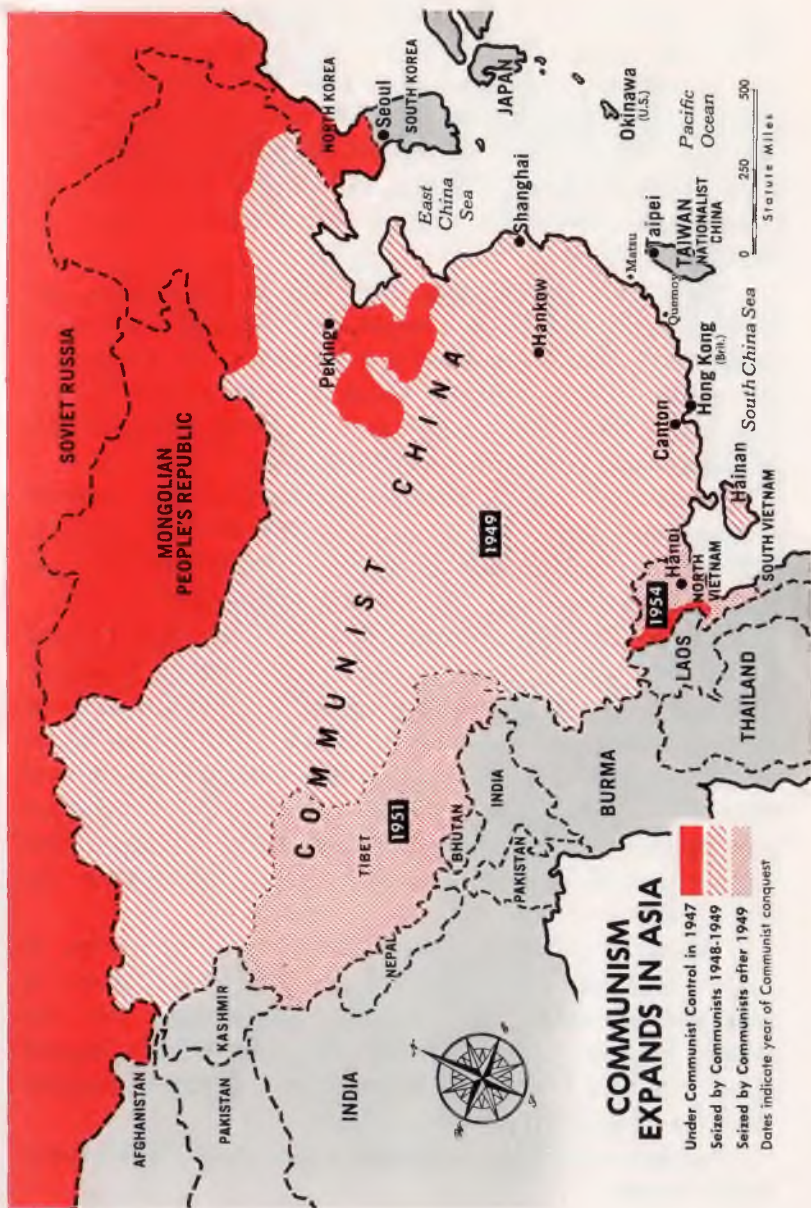 SOVIET RUSSIA
MONGOLIAN
PEOPLE'S REPUBLIC
NORTH KOREA
Seoul
SOUTH KOREA
JAPAN
Peking
East
China
Sea
Shanghai
Okinawa
(U.S.)
Pacific
Ocean
COMMUNIST CHINA
1949
Hankow
Matsu
Taipei
TAIWAN
NATIONALIST
CHINA
Quemoy
0 250 500
Statute Miles
Canton
Hong Kong
(Brit.)
South China Sea
Hainan
AFGHANISTAN
KASHMIR
PAKISTAN
INDIA
TIBET
1951
NEPAL
BHUTAN
INDIA
PAKISTAN
BURMA
1954
Hanoi
NORTH
VIETNAM
LAOS
SOUTH VIETNAM
THAILAND
COMMUNISM
EXPANDS IN ASIA
Under Communist Control in 1947
Seized by Communists 1948-1949
Seized by Communists after 1949
Dates indicate year of Communist conquest